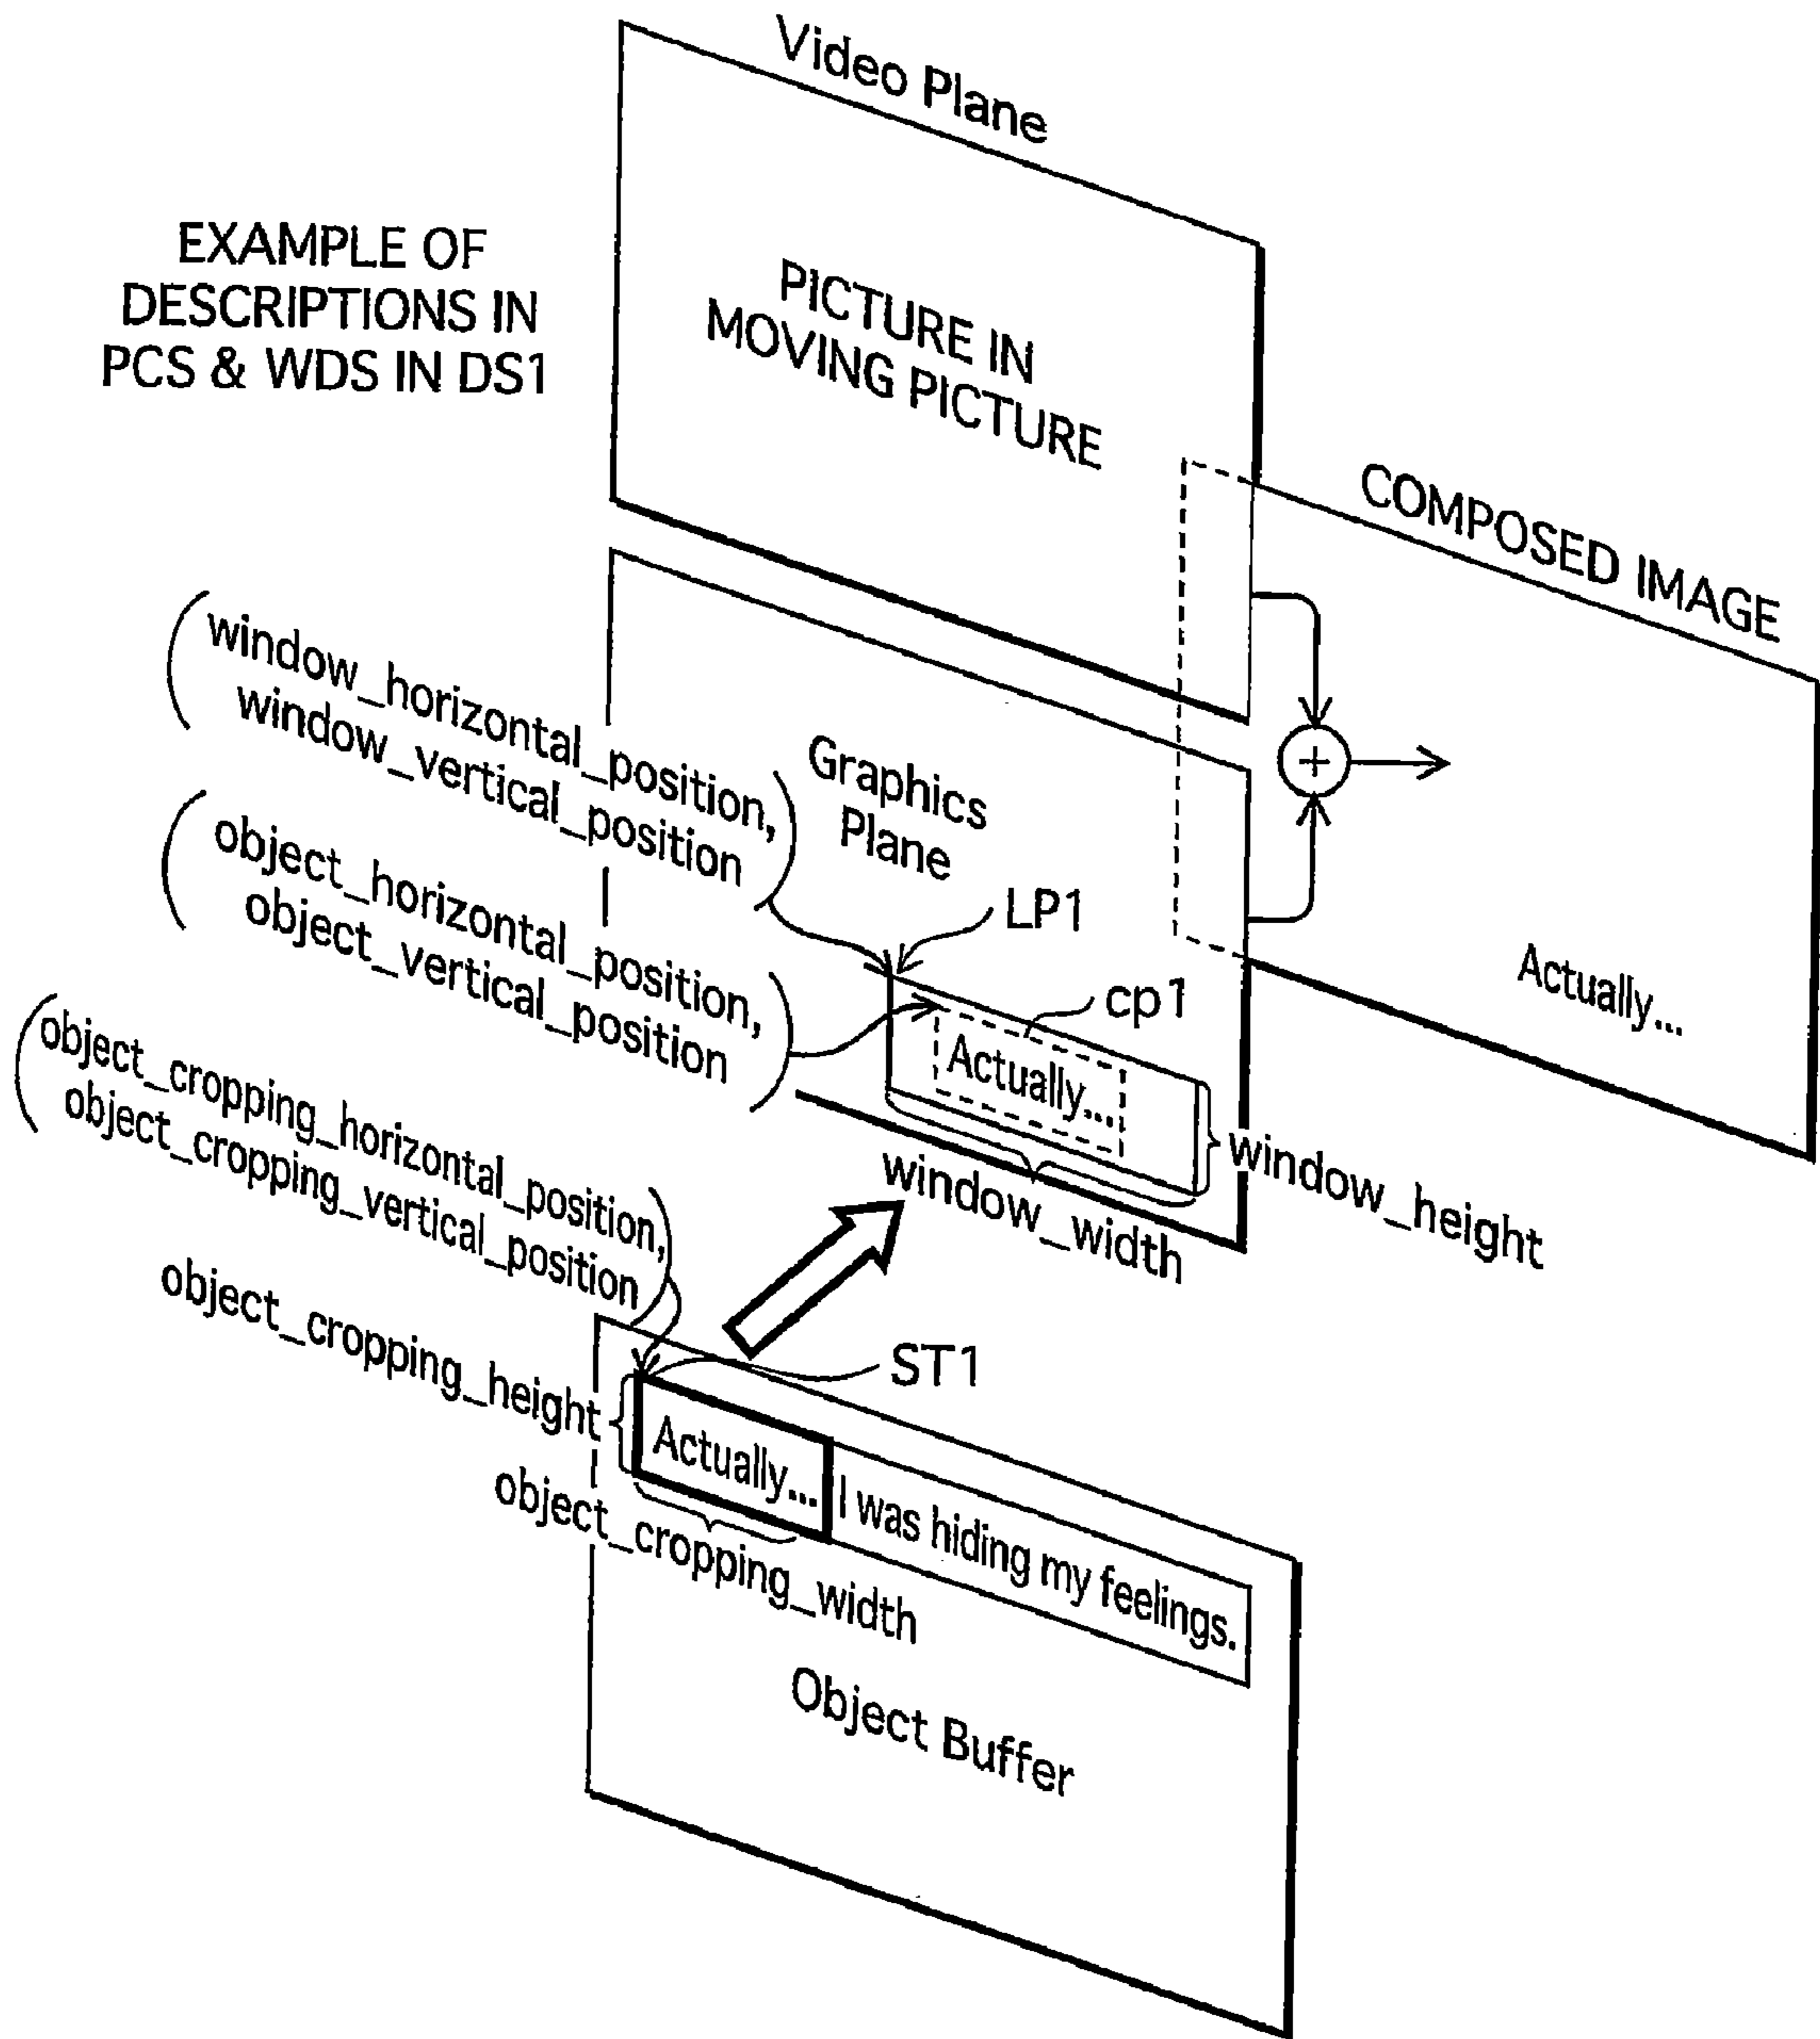 Video Plane
EXAMPLE OF
DESCRIPTIONS IN
PCS & WDS IN DS1
PICTURE IN
MOVING PICTURE
COMPOSED IMAGE
(window_horizontal_position,
window_vertical_position)
Graphics
Plane
(object_horizontal_position,
object_vertical_position)
LP1
cp1
Actually...
Actually...
window_height
window_width
(object_cropping_horizontal_position,
object_cropping_vertical_position)
object_cropping_height
ST1
Actually... I was hiding my feelings.
object_cropping_width
Object Buffer
+